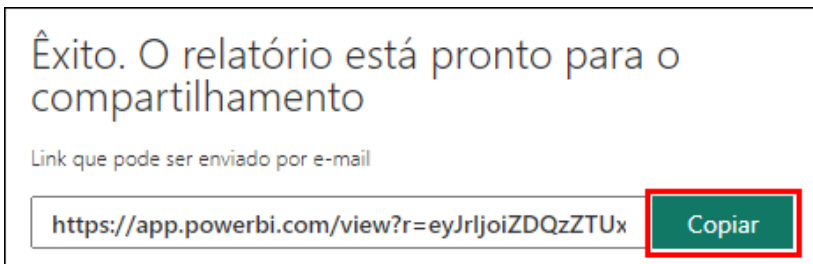 Êxito. O relatório está pronto para o
compartilhamento
Link que pode ser enviado por e-mail
https://app.powerbi.com/view?r=eyJrIjoiZDQzZTUx
Copiar